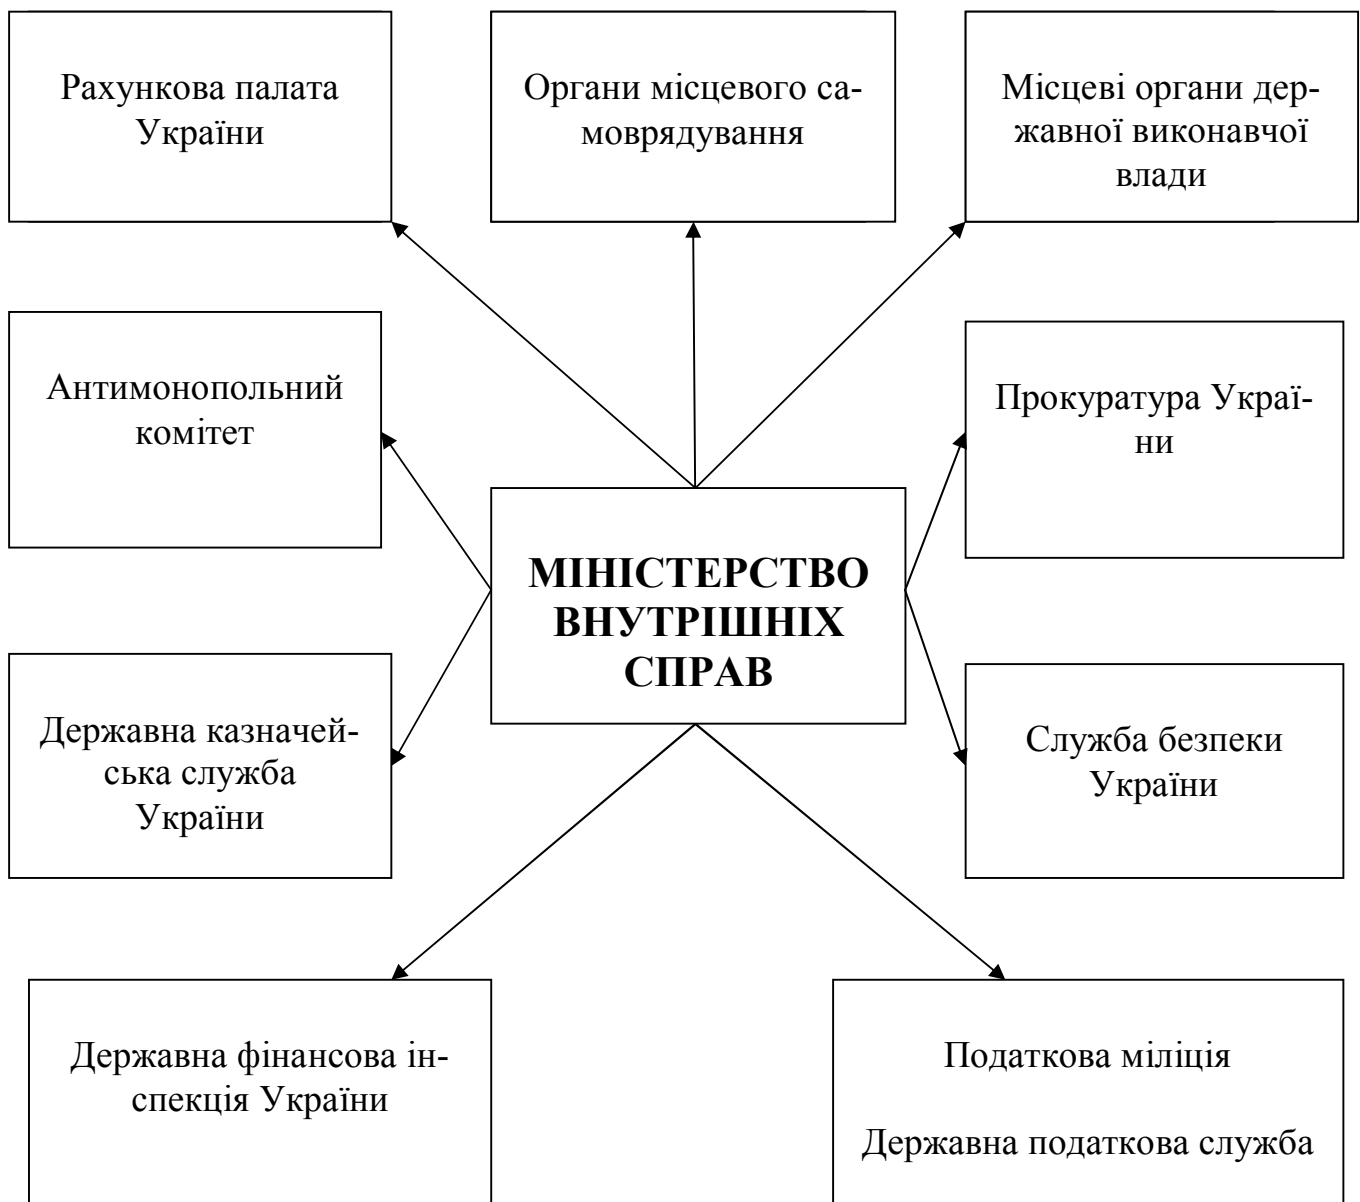 Рахункова палата
України
Органи місцевого са-
моврядування
Місцеві органи дер-
жавної виконавчої
влади
Антимонопольний
комітет
Прокуратура Украї-
ни
МІНІСТЕРСТВО
ВНУТРІШНІХ
СПРАВ
Державна казначей-
ська служба
України
Служба безпеки
України
Державна фінансова ін-
спекція України
Податкова міліція
Державна податкова служба